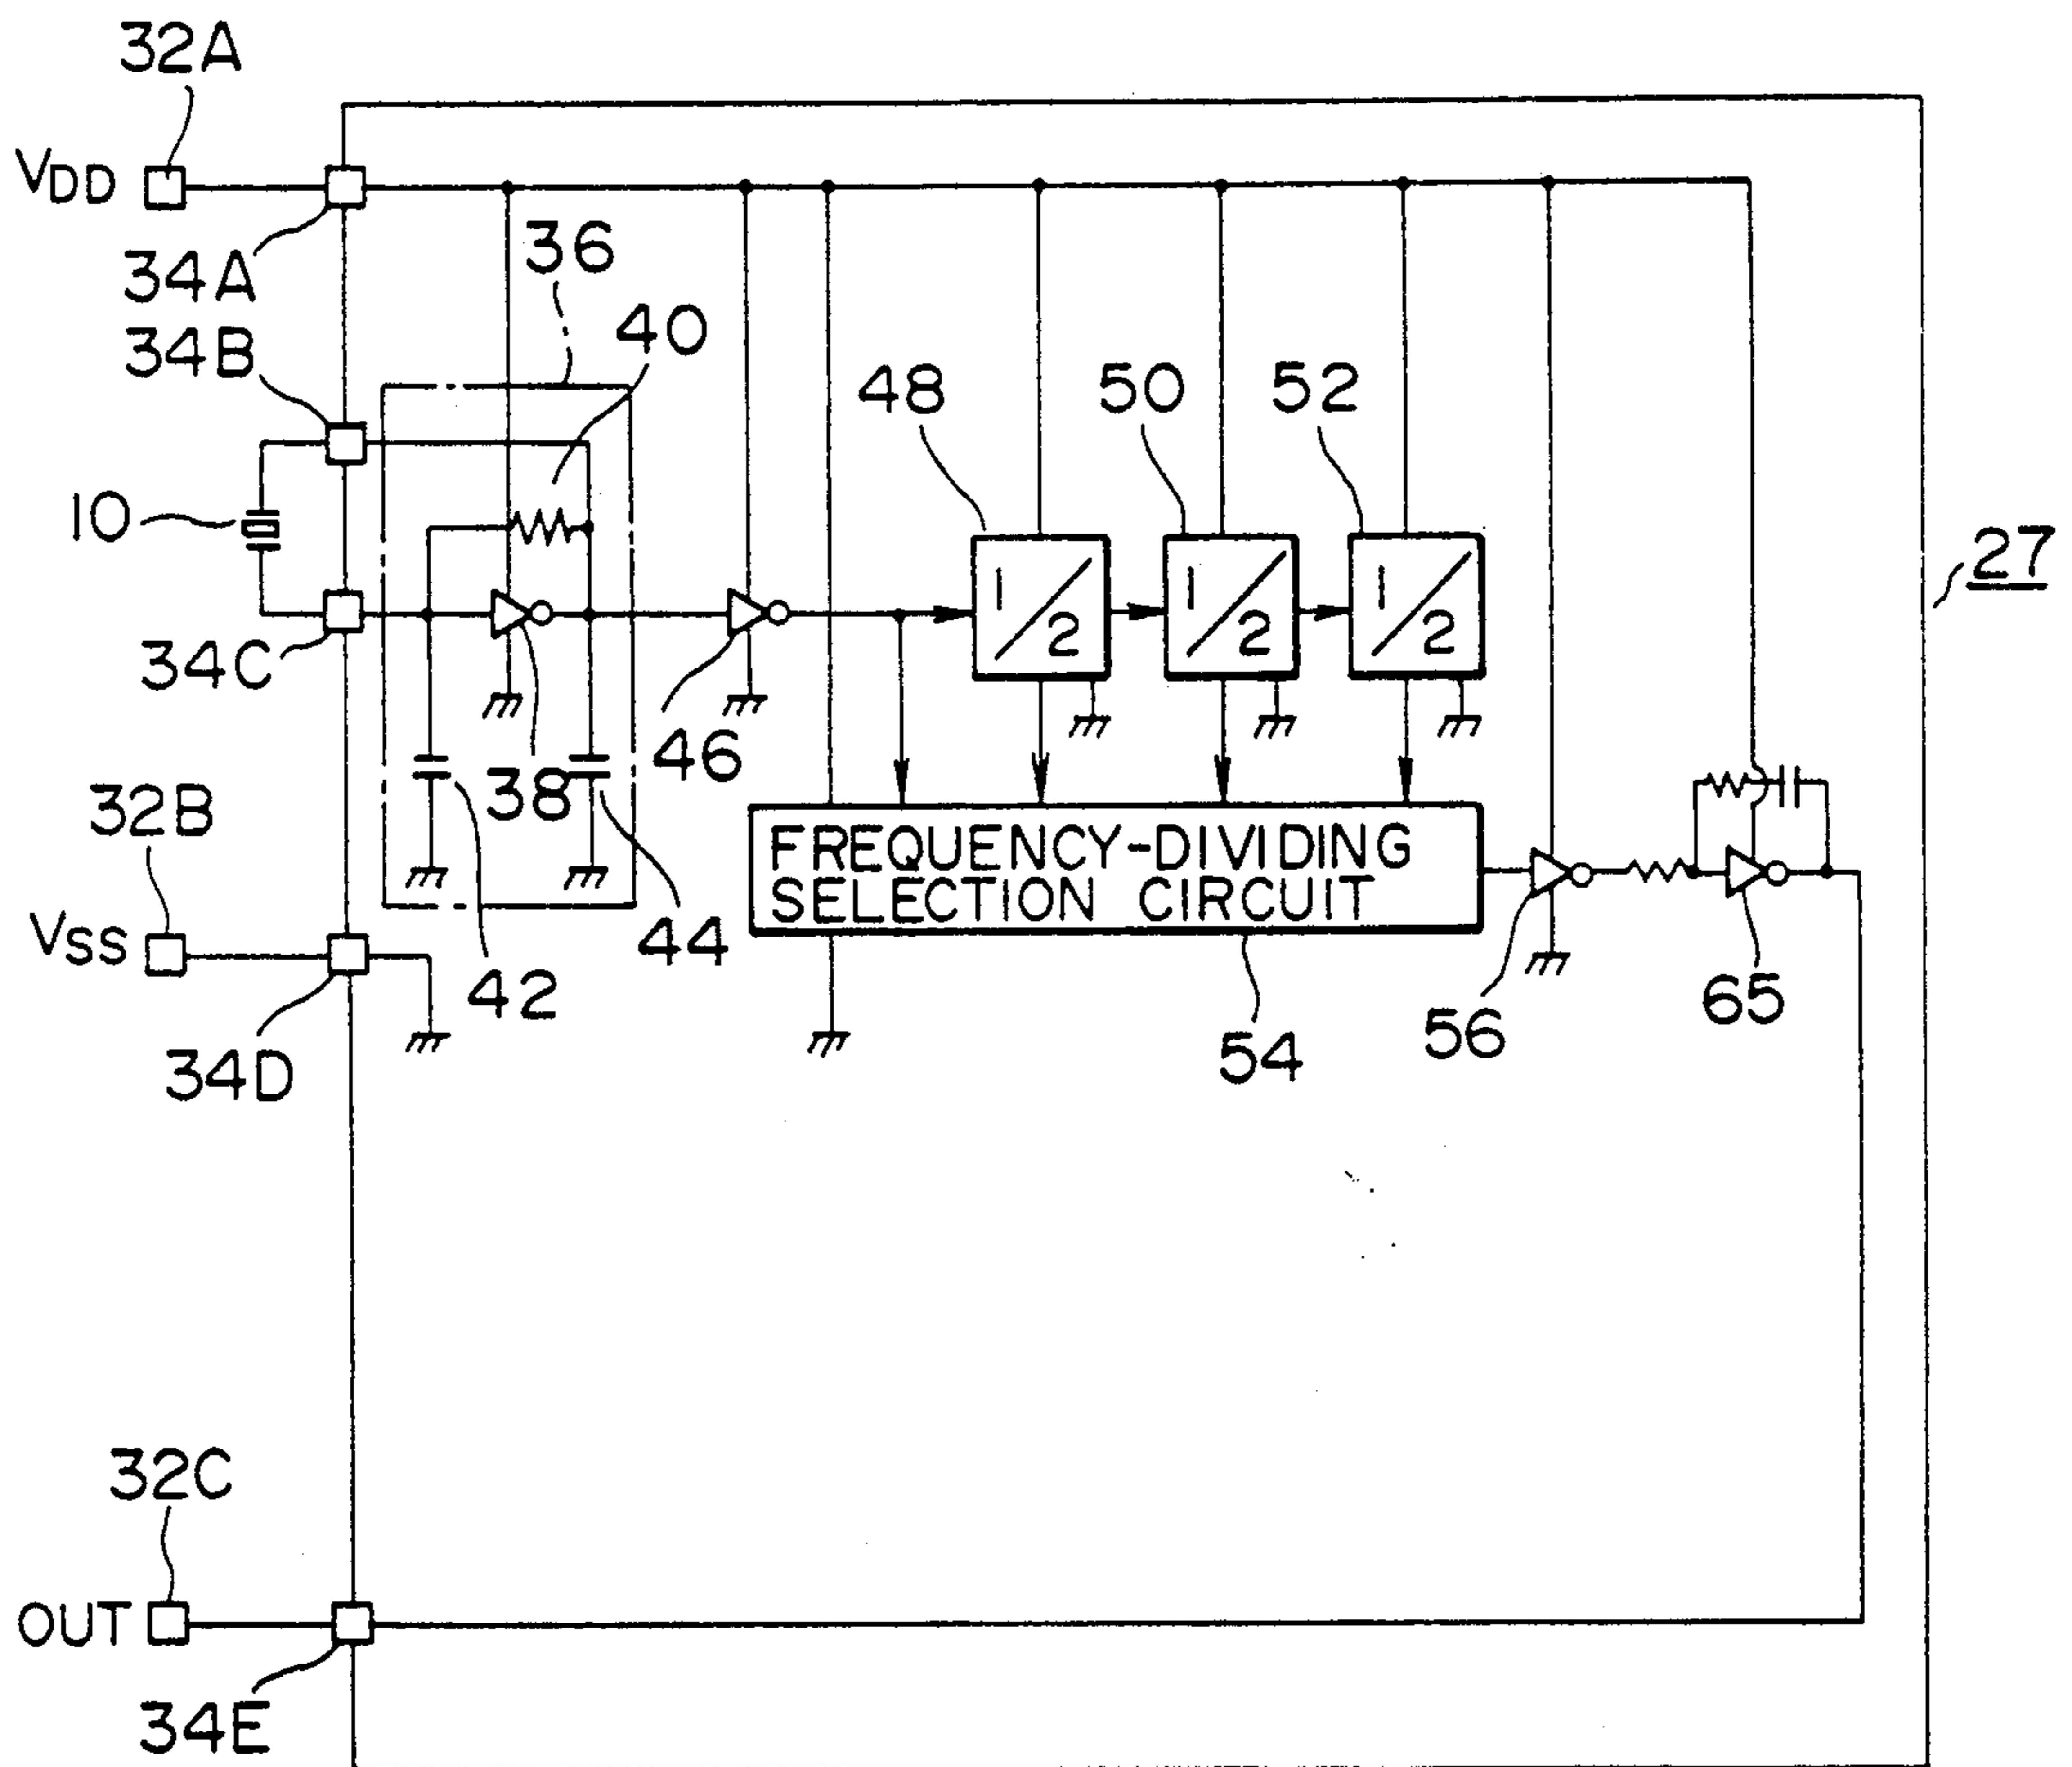 32A
VDD
34A
36
34B
40
48
50
52
10
1/2
1/2
1/2
27
34C
46
38
32B
FREQUENCY-DIVIDING
SELECTION CIRCUIT
VSS
44
42
65
56
54
34D
32C
OUT
34E